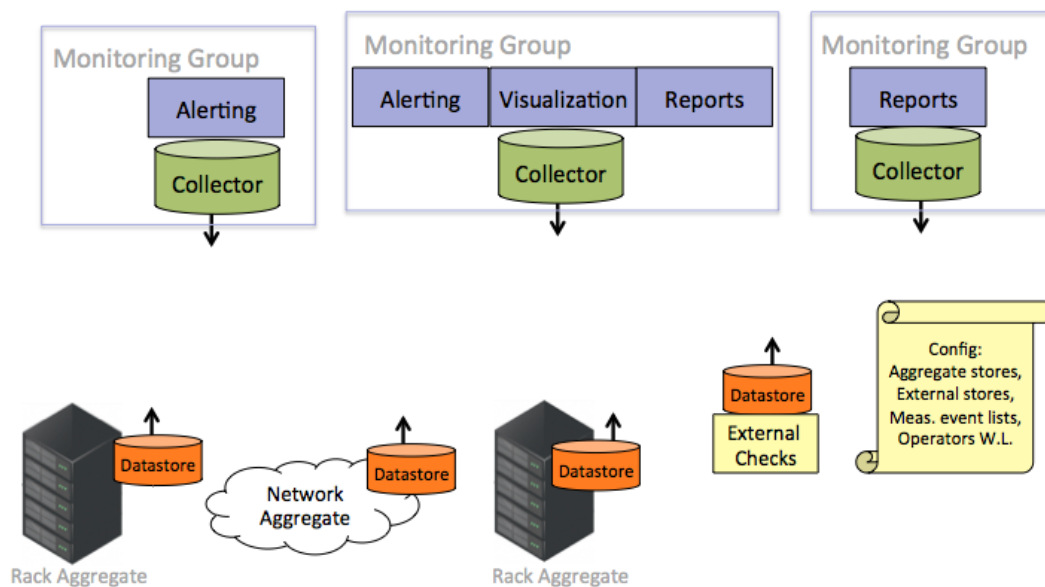 Monitoring Group
Alerting
Collector
Monitoring Group
Alerting
Visualization
Reports
Collector
Monitoring Group
Reports
Collector
Rack Aggregate
Datastore
Network
Aggregate
Datastore
Rack Aggregate
Datastore
Datastore
External
Checks
Config:
Aggregate stores,
External stores,
Meas. event lists,
Operators W.L.